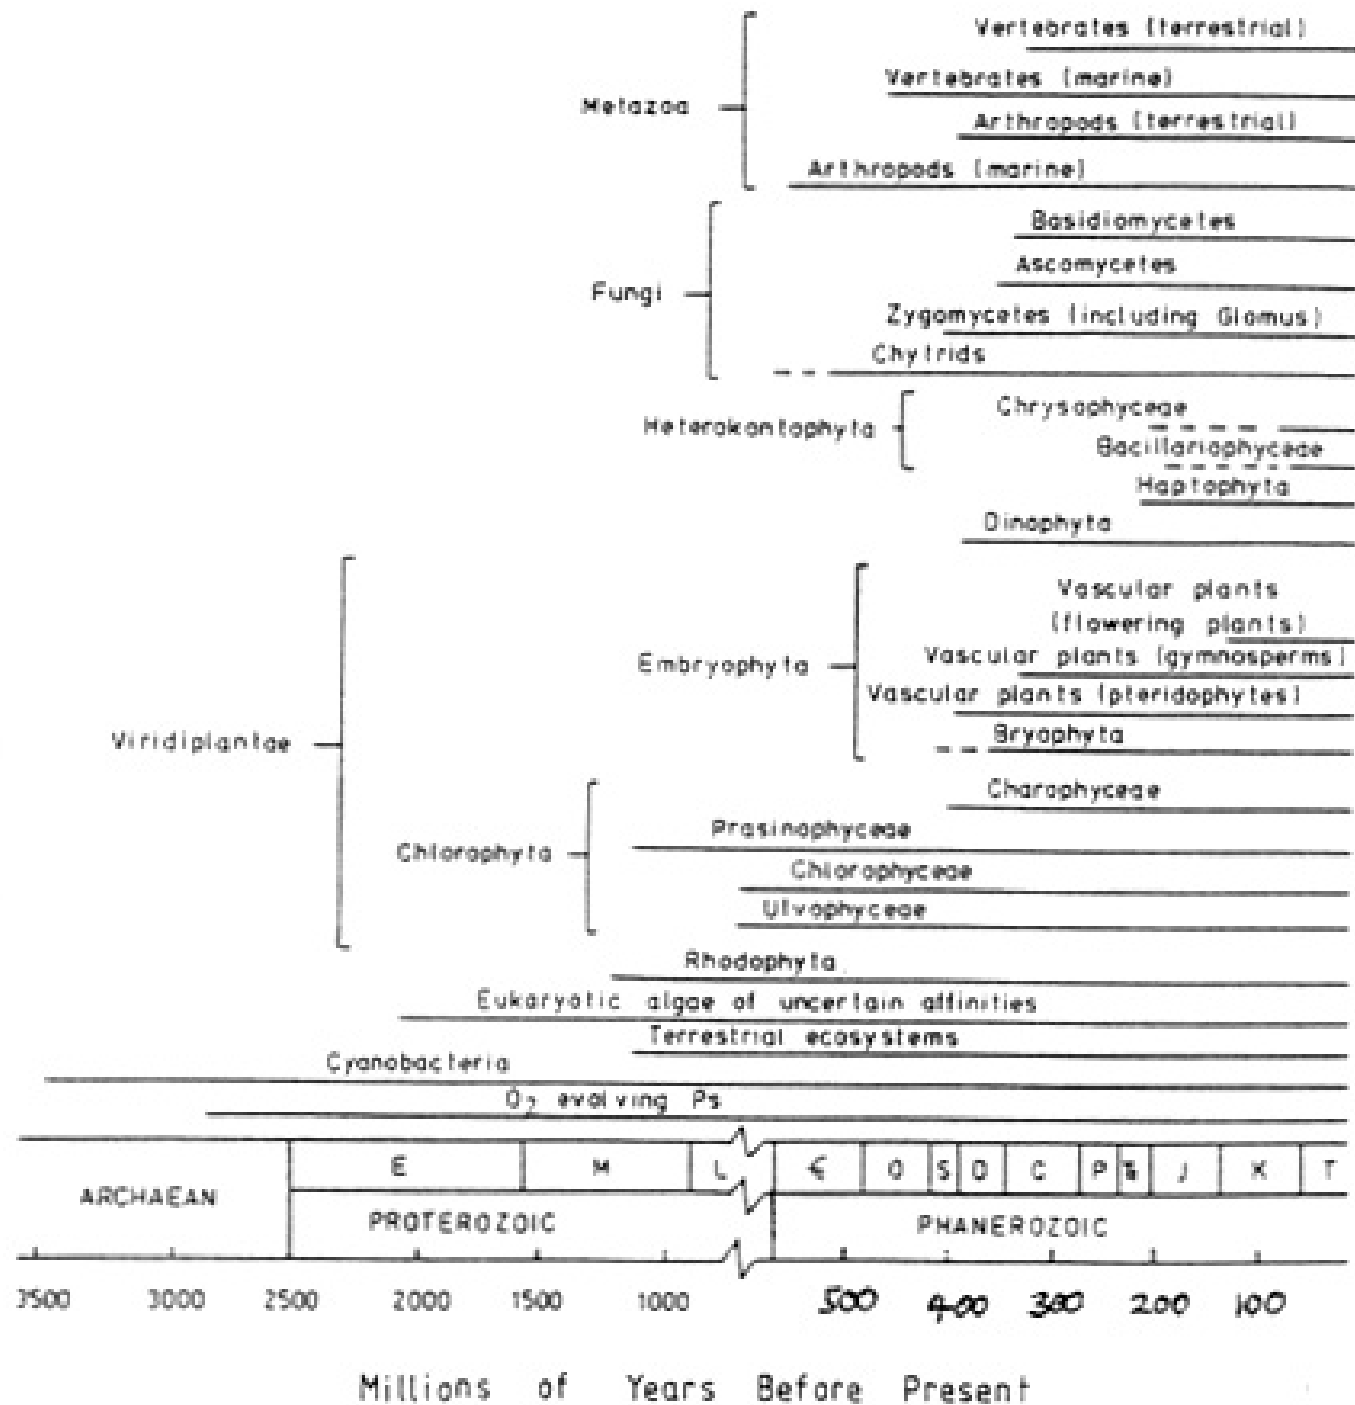 Vertebrates (terrestrial)
Vertebrates (marine)
Metazoa
Arthropods (terrestrial)
Arthropods (marine)
Basidiomycetes
Ascomycetes
Fungi
Zygomycetes (including Glomus)
Chytrids
Chrysophyceae
Heterokontophyta
Bacillariophyceae
Haptophyta
Dinophyta
Vascular plants
(flowering plants)
Embryophyta
Vascular plants (gymnosperms)
Vascular plants (pteridophytes)
Viridiplantae
Bryophyta
Charophyceae
Prasinophyceae
Chlorophyta
Chlorophyceae
Ulvophyceae
Rhodophyta
Eukaryotic algae of uncertain affinities
Terrestrial ecosystems
Cyanobacteria
O₂ evolving Ps
E M L Є O S D C P J K T
ARCHAEAN PROTEROZOIC PHANEROZOIC
3500 3000 2500 2000 1500 1000 500 400 300 200 100
Millions of Years Before Present